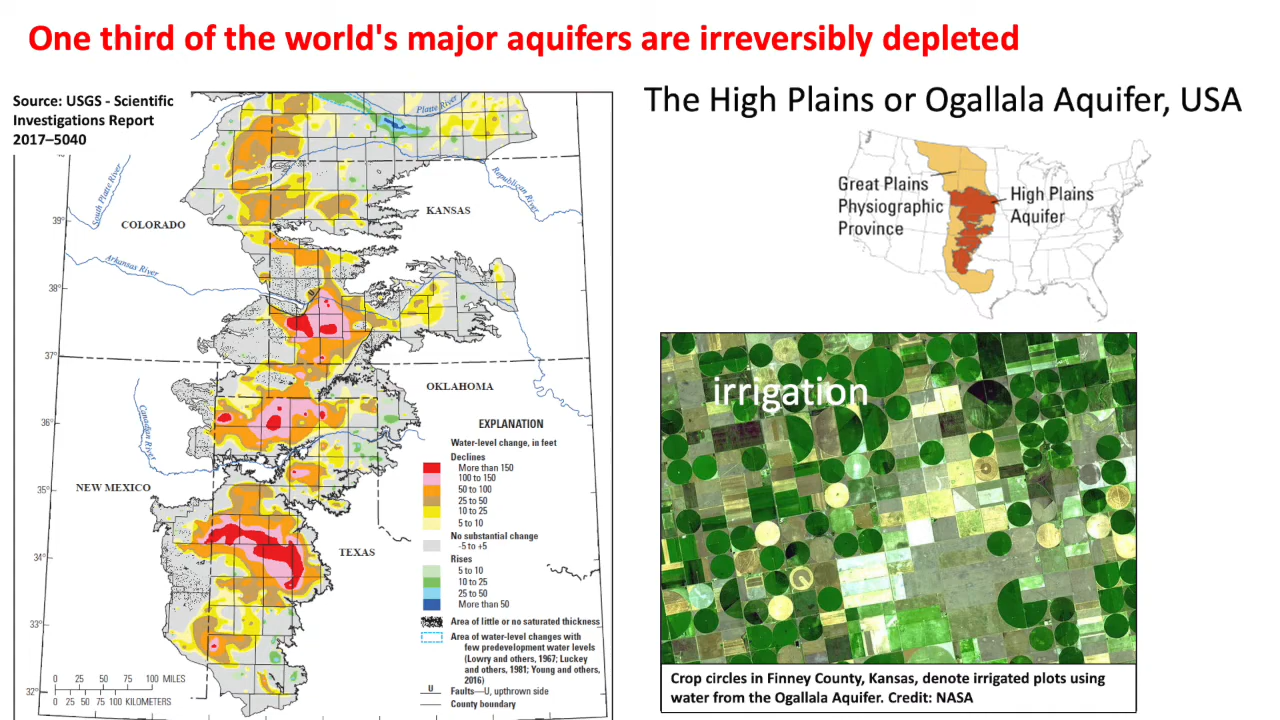 One third of the world's major aquifers are irreversibly depleted
Source: USGS - Scientific
Investigations Report
2017–5040
The High Plains or Ogallala Aquifer, USA
Great Plains
Physiographic
Province
High Plains
Aquifer
Platte River
South Platte River
Republican River
39°
COLORADO
KANSAS
Arkansas River
38°
U
37°
OKLAHOMA
Canadian River
36°
35°
NEW MEXICO
TEXAS
34°
33°
32°
0 25 50 100 MILES
0 25 50 75 100 KILOMETERS
EXPLANATION
Water-level change, in feet
Declines
More than 150
100 to 150
50 to 100
25 to 50
10 to 25
5 to 10
No substantial change
-5 to +5
Rises
5 to 10
10 to 25
25 to 50
More than 50
Area of little or no saturated thickness
Area of water-level changes with
few predevelopment water levels
(Lowry and others, 1967; Luckey
and others, 1981; Young and others,
2016)
U Faults—U, upthrown side
County boundary
irrigation
Crop circles in Finney County, Kansas, denote irrigated plots using
water from the Ogallala Aquifer. Credit: NASA